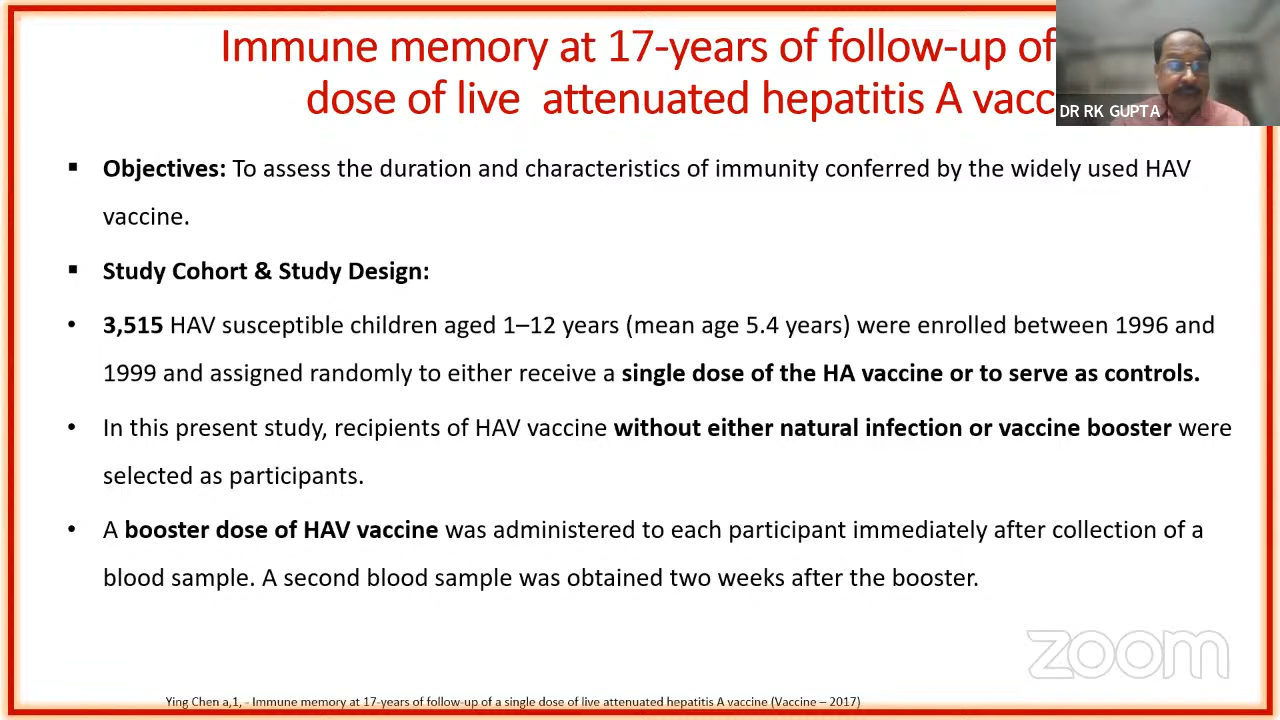 Immune memory at 17-years of follow-up of
dose of live attenuated hepatitis A vacc
DR RK GUPTA
▪ Objectives: To assess the duration and characteristics of immunity conferred by the widely used HAV
vaccine.
▪ Study Cohort & Study Design:
• 3,515 HAV susceptible children aged 1–12 years (mean age 5.4 years) were enrolled between 1996 and
1999 and assigned randomly to either receive a single dose of the HA vaccine or to serve as controls.
• In this present study, recipients of HAV vaccine without either natural infection or vaccine booster were
selected as participants.
• A booster dose of HAV vaccine was administered to each participant immediately after collection of a
blood sample. A second blood sample was obtained two weeks after the booster.
zoom
Ying Chen a,1, - Immune memory at 17-years of follow-up of a single dose of live attenuated hepatitis A vaccine (Vaccine – 2017)